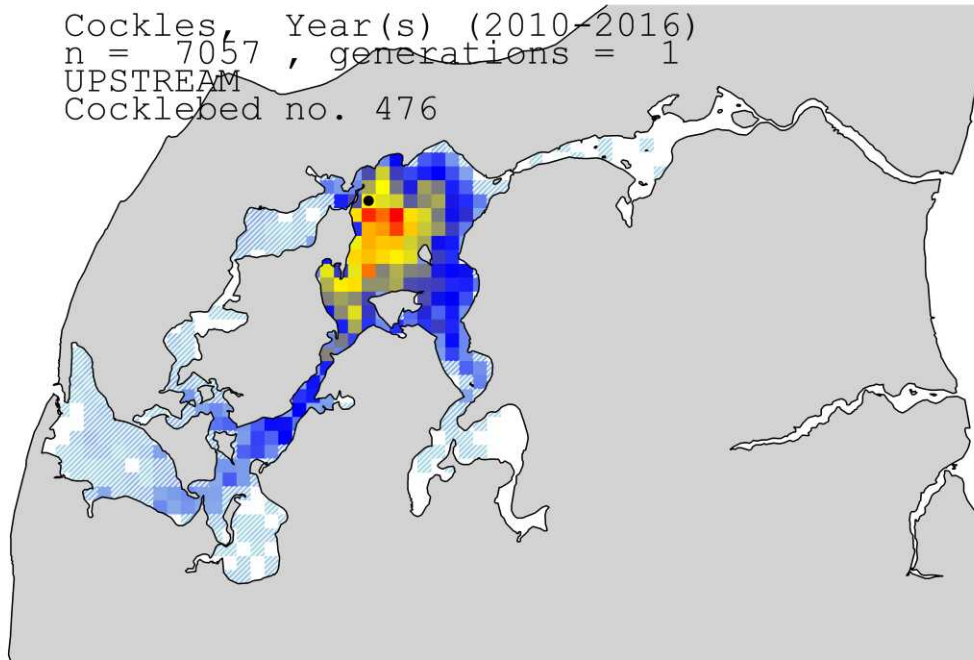 Cockles, Year(s) (2010-2016)
n = 7057 , generations = 1
UPSTREAM
Cocklebed no. 476